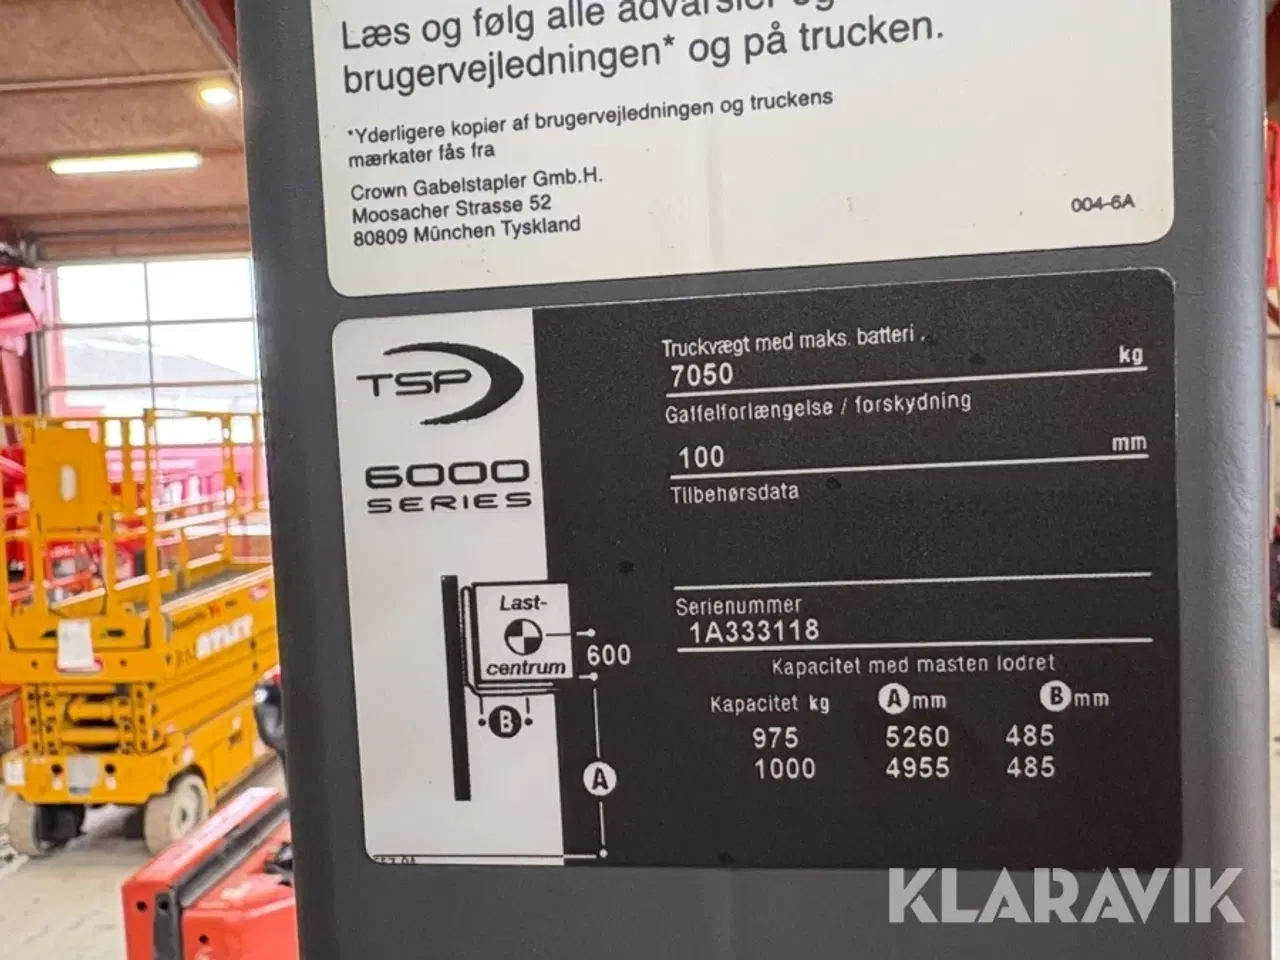 Læs og følg alle advarsler og
brugervejledningen* og på trucken.
*Yderligere kopier af brugervejledningen og truckens
mærkater fås fra
Crown Gabelstapler Gmb.H.
Moosacher Strasse 52
80809 München Tyskland
004-6A
TSP
6000
SERIES
Truckvægt med maks. batteri .
7050 kg
Gaffelforlængelse / forskydning
100 mm
Tilbehørsdata
Serienummer
1A333118
Kapacitet med masten lodret
Kapacitet kg A mm B mm
975 5260 485
1000 4955 485
Last-
centrum
600
B
A
KLARAVIK